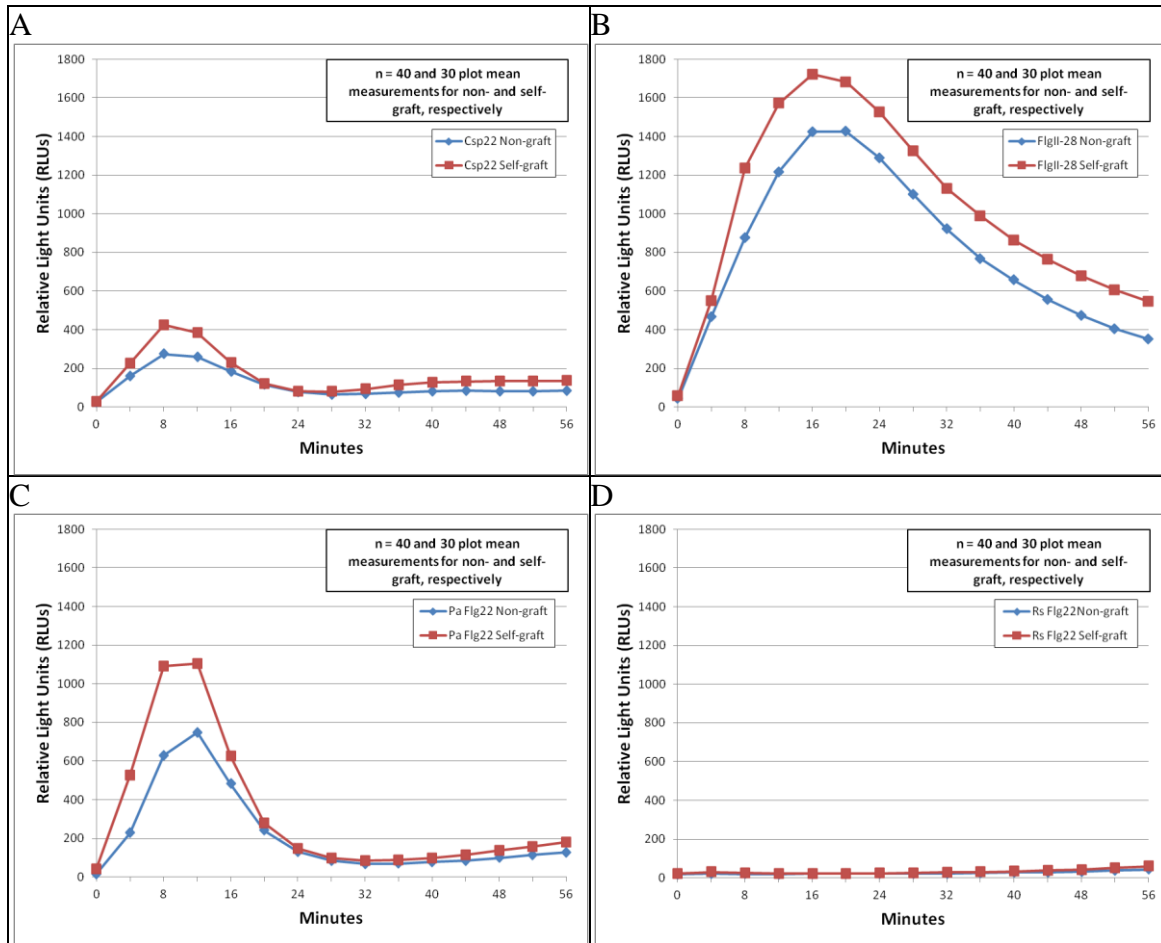 A
n = 40 and 30 plot mean
measurements for non- and self-
graft, respectively
Csp22 Non-graft
Csp22 Self-graft
Relative Light Units (RLUs)
1800
1600
1400
1200
1000
800
600
400
200
0
0 8 16 24 32 40 48 56
Minutes
B
n = 40 and 30 plot mean
measurements for non- and self-
graft, respectively
FlgII-28 Non-graft
FlgII-28 Self-graft
Relative Light Units (RLUs)
1800
1600
1400
1200
1000
800
600
400
200
0
0 8 16 24 32 40 48 56
Minutes
C
n = 40 and 30 plot mean
measurements for non- and self-
graft, respectively
Pa Flg22 Non-graft
Pa Flg22 Self-graft
Relative Light Units (RLUs)
1800
1600
1400
1200
1000
800
600
400
200
0
0 8 16 24 32 40 48 56
Minutes
D
n = 40 and 30 plot mean
measurements for non- and self-
graft, respectively
Rs Flg22Non-graft
Rs Flg22 Self-graft
Relative Light Units (RLUs)
1800
1600
1400
1200
1000
800
600
400
200
0
0 8 16 24 32 40 48 56
Minutes